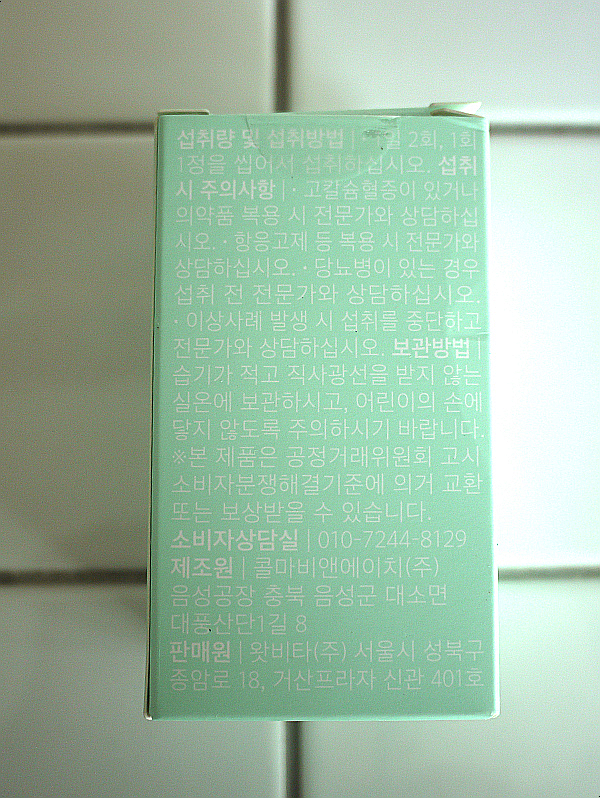 섭취량 및 섭취방법 | 2회, 1회
1정을 씹어서 섭취하십시오. 섭취
시 주의사항 | · 고칼슘혈증이 있거나
의약품 복용 시 전문가와 상담하십
시오. · 항응고제 등 복용 시 전문가와
상담하십시오. · 당뇨병이 있는 경우
섭취 전 전문가와 상담하십시오.
· 이상사례 발생 시 섭취를 중단하고
전문가와 상담하십시오. 보관방법 |
습기가 적고 직사광선을 받지 않는
실온에 보관하시고, 어린이의 손에
닿지 않도록 주의하시기 바랍니다.
※본 제품은 공정거래위원회 고시
소비자분쟁해결기준에 의거 교환
또는 보상받을 수 있습니다.
소비자상담실 | 010-7244-8129
제조원 | 콜마비앤에이치(주)
음성공장 충북 음성군 대소면
대풍산단1길 8
판매원 | 왓비타(주) 서울시 성북구
종암로 18, 거산프라자 신관 401호